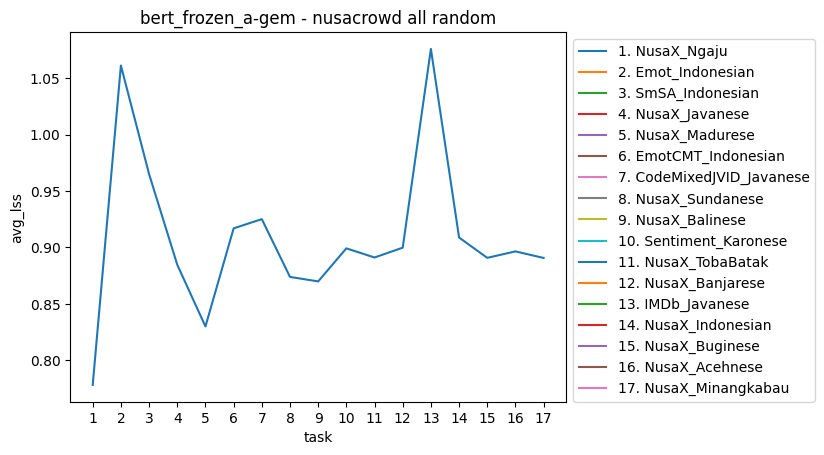 bert_frozen_a-gem - nusacrowd all random
avg_lss
1.05
1.00
0.95
0.90
0.85
0.80
1 2 3 4 5 6 7 8 9 10 11 12 13 14 15 16 17
task
1. NusaX_Ngaju
2. Emot_Indonesian
3. SmSA_Indonesian
4. NusaX_Javanese
5. NusaX_Madurese
6. EmotCMT_Indonesian
7. CodeMixedJVID_Javanese
8. NusaX_Sundanese
9. NusaX_Balinese
10. Sentiment_Karonese
11. NusaX_TobaBatak
12. NusaX_Banjarese
13. IMDb_Javanese
14. NusaX_Indonesian
15. NusaX_Buginese
16. NusaX_Acehnese
17. NusaX_Minangkabau